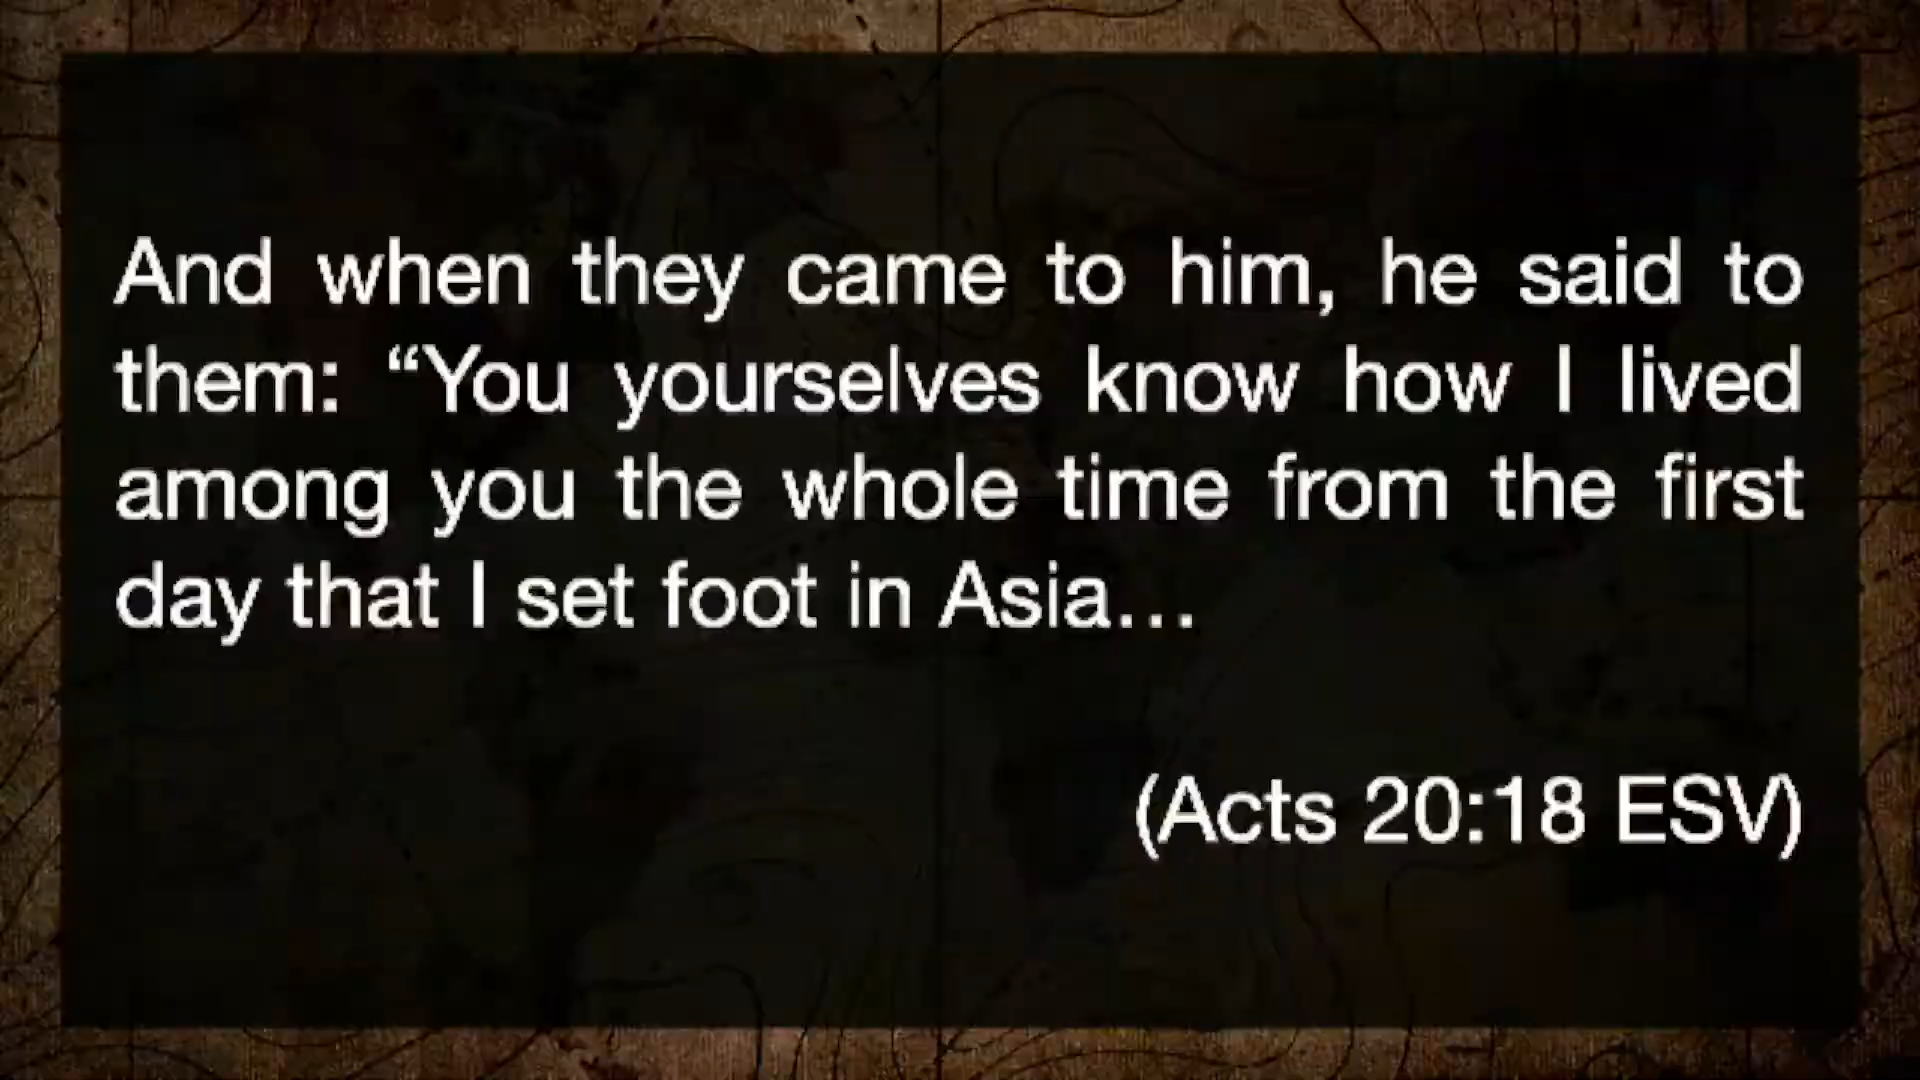 And when they came to him, he said to
them: “You yourselves know how I lived
among you the whole time from the first
day that I set foot in Asia…
(Acts 20:18 ESV)